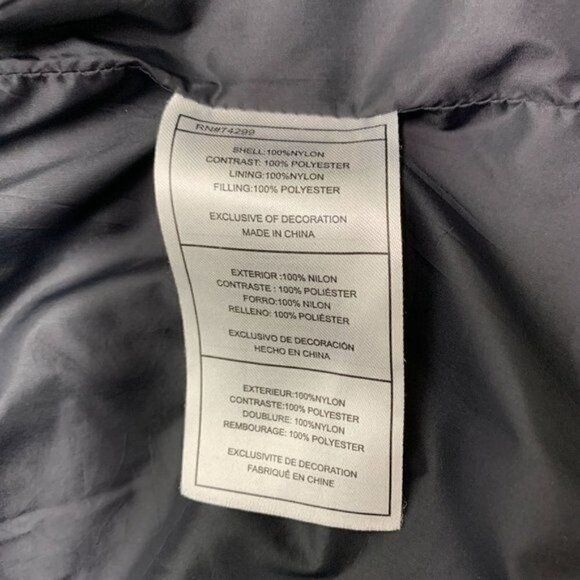 RN#74299
SHELL:100%NYLON
CONTRAST: 100% POLYESTER
LINING:100%NYLON
FILLING:100% POLYESTER
EXCLUSIVE OF DECORATION
MADE IN CHINA
EXTERIOR :100% NILON
CONTRASTE : 100% POLIÉSTER
FORRO:100% NILON
RELLENO: 100% POLIÉSTER
EXCLUSIVO DE DECORACIÓN
HECHO EN CHINA
EXTERIEUR:100%NYLON
CONTRASTE:100% POLYESTER
DOUBLURE: 100%NYLON
REMBOURAGE: 100% POLYESTER
EXCLUSIVITE DE DECORATION
FABRIQUÉ EN CHINE